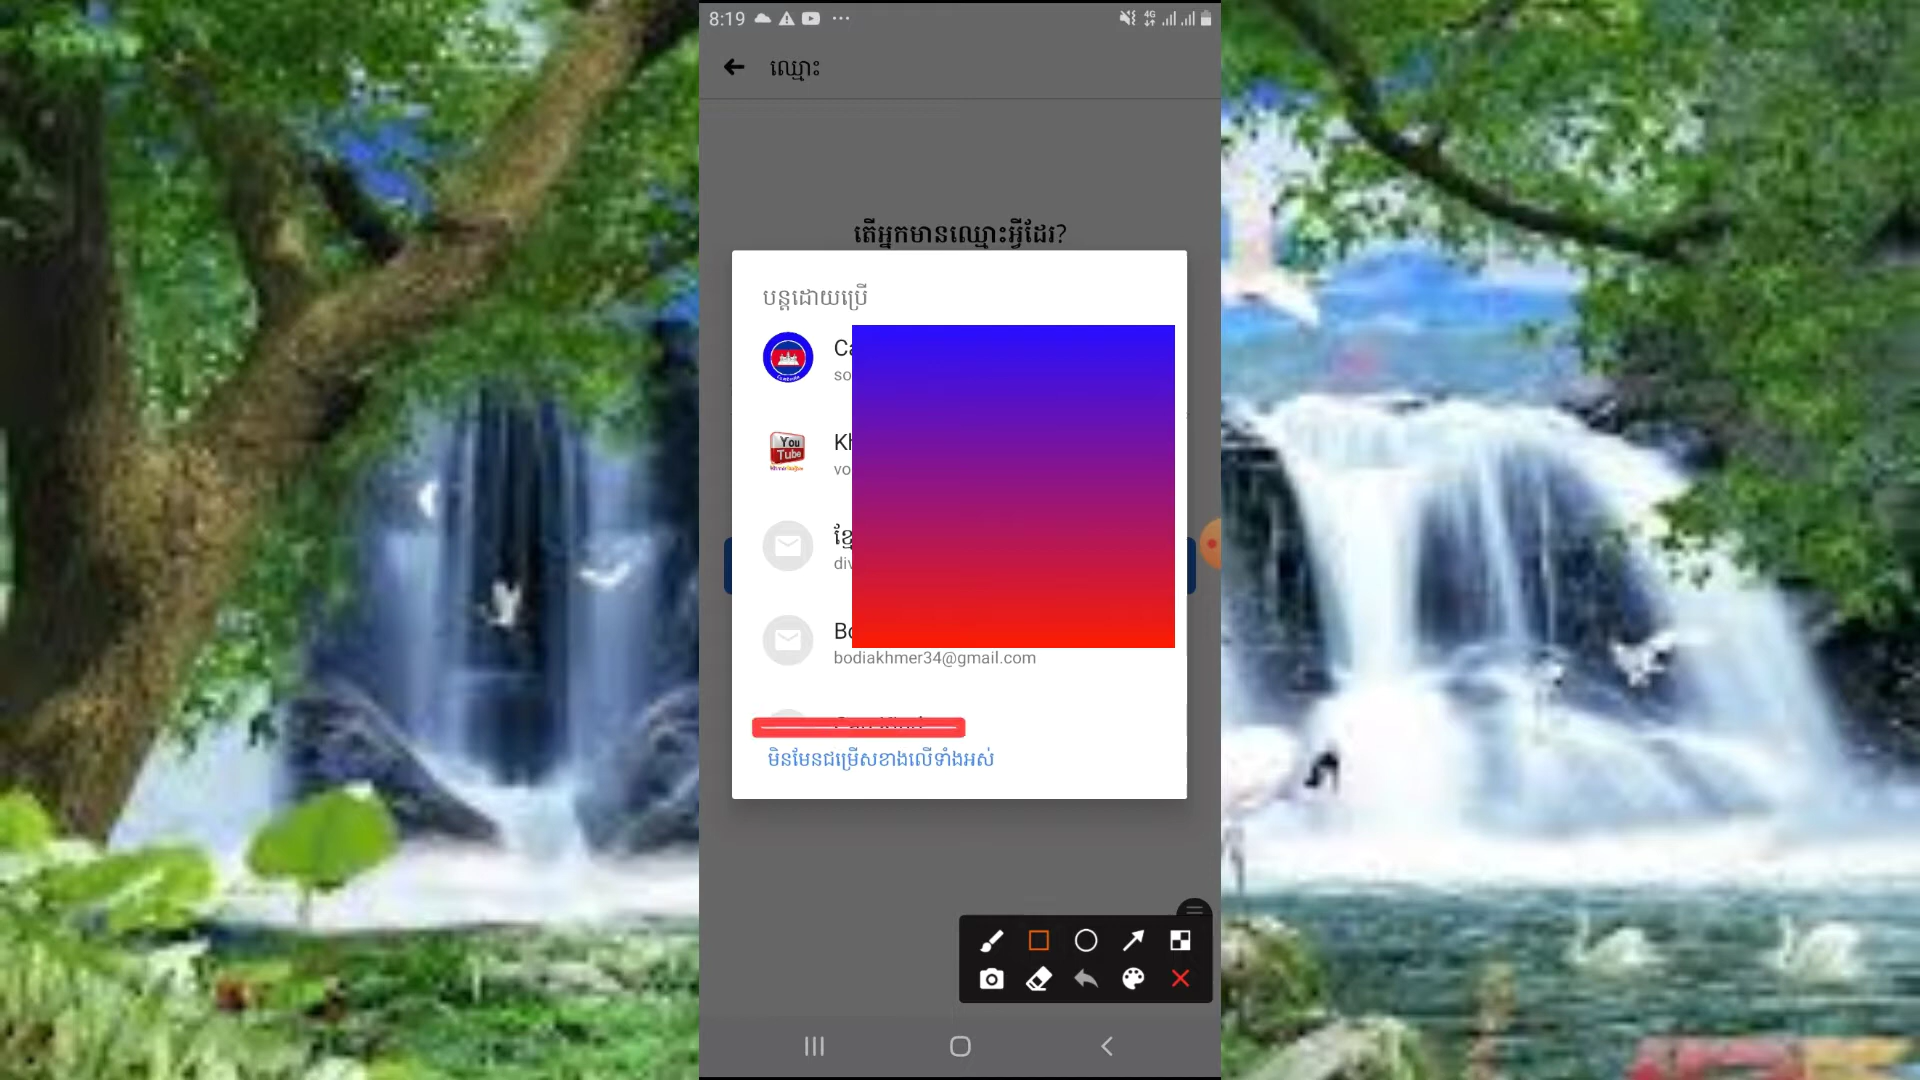 8:19
4G
ឈ្មោះ
តើអ្នកមានឈ្មោះអ្វីដែរ?
បន្តដោយប្រើ
Ca
so
You
Tube
Kh
vo
ខ្មែ
div
Bo
bodiakhmer34@gmail.com
មិនមែនជម្រើសខាងលើទាំងអស់